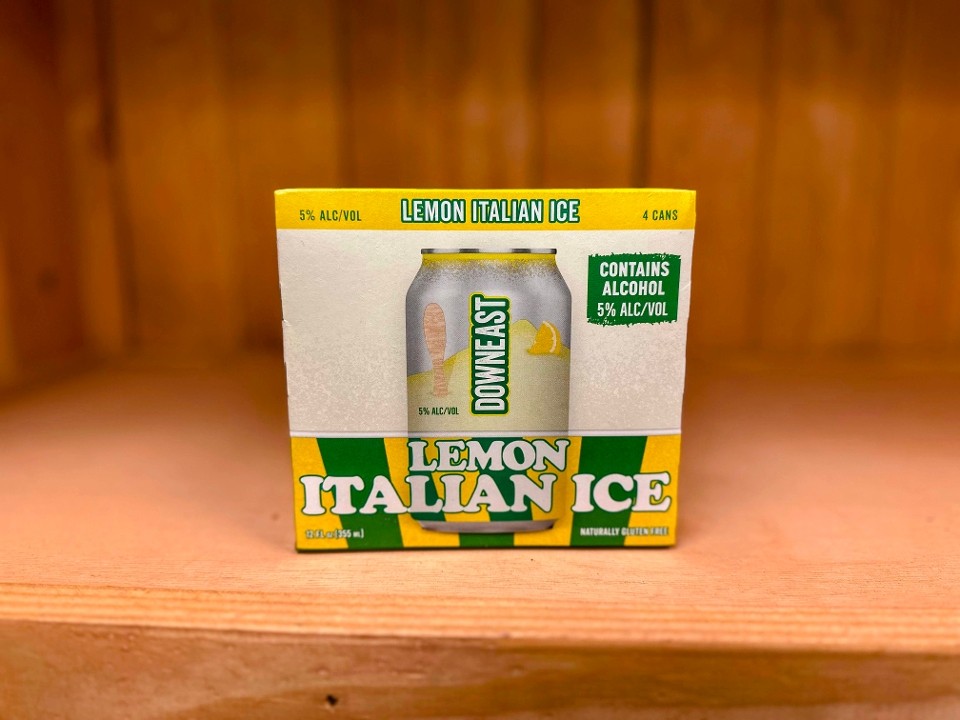 5% ALC/VOL LEMON ITALIAN ICE 4 CANS
CONTAINS
ALCOHOL
5% ALC/VOL
DOWNEAST
5% ALC/VOL
LEMON
ITALIAN ICE
12 fl oz (355 ml) NATURALLY GLUTEN FREE